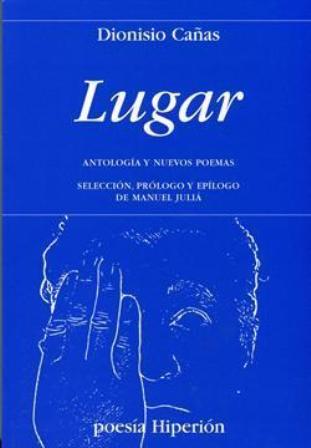 Dionisio Cañas
Lugar
ANTOLOGÍA Y NUEVOS POEMAS
SELECCIÓN, PRÓLOGO Y EPÍLOGO
DE MANUEL JULIÁ
poesía Hiperión